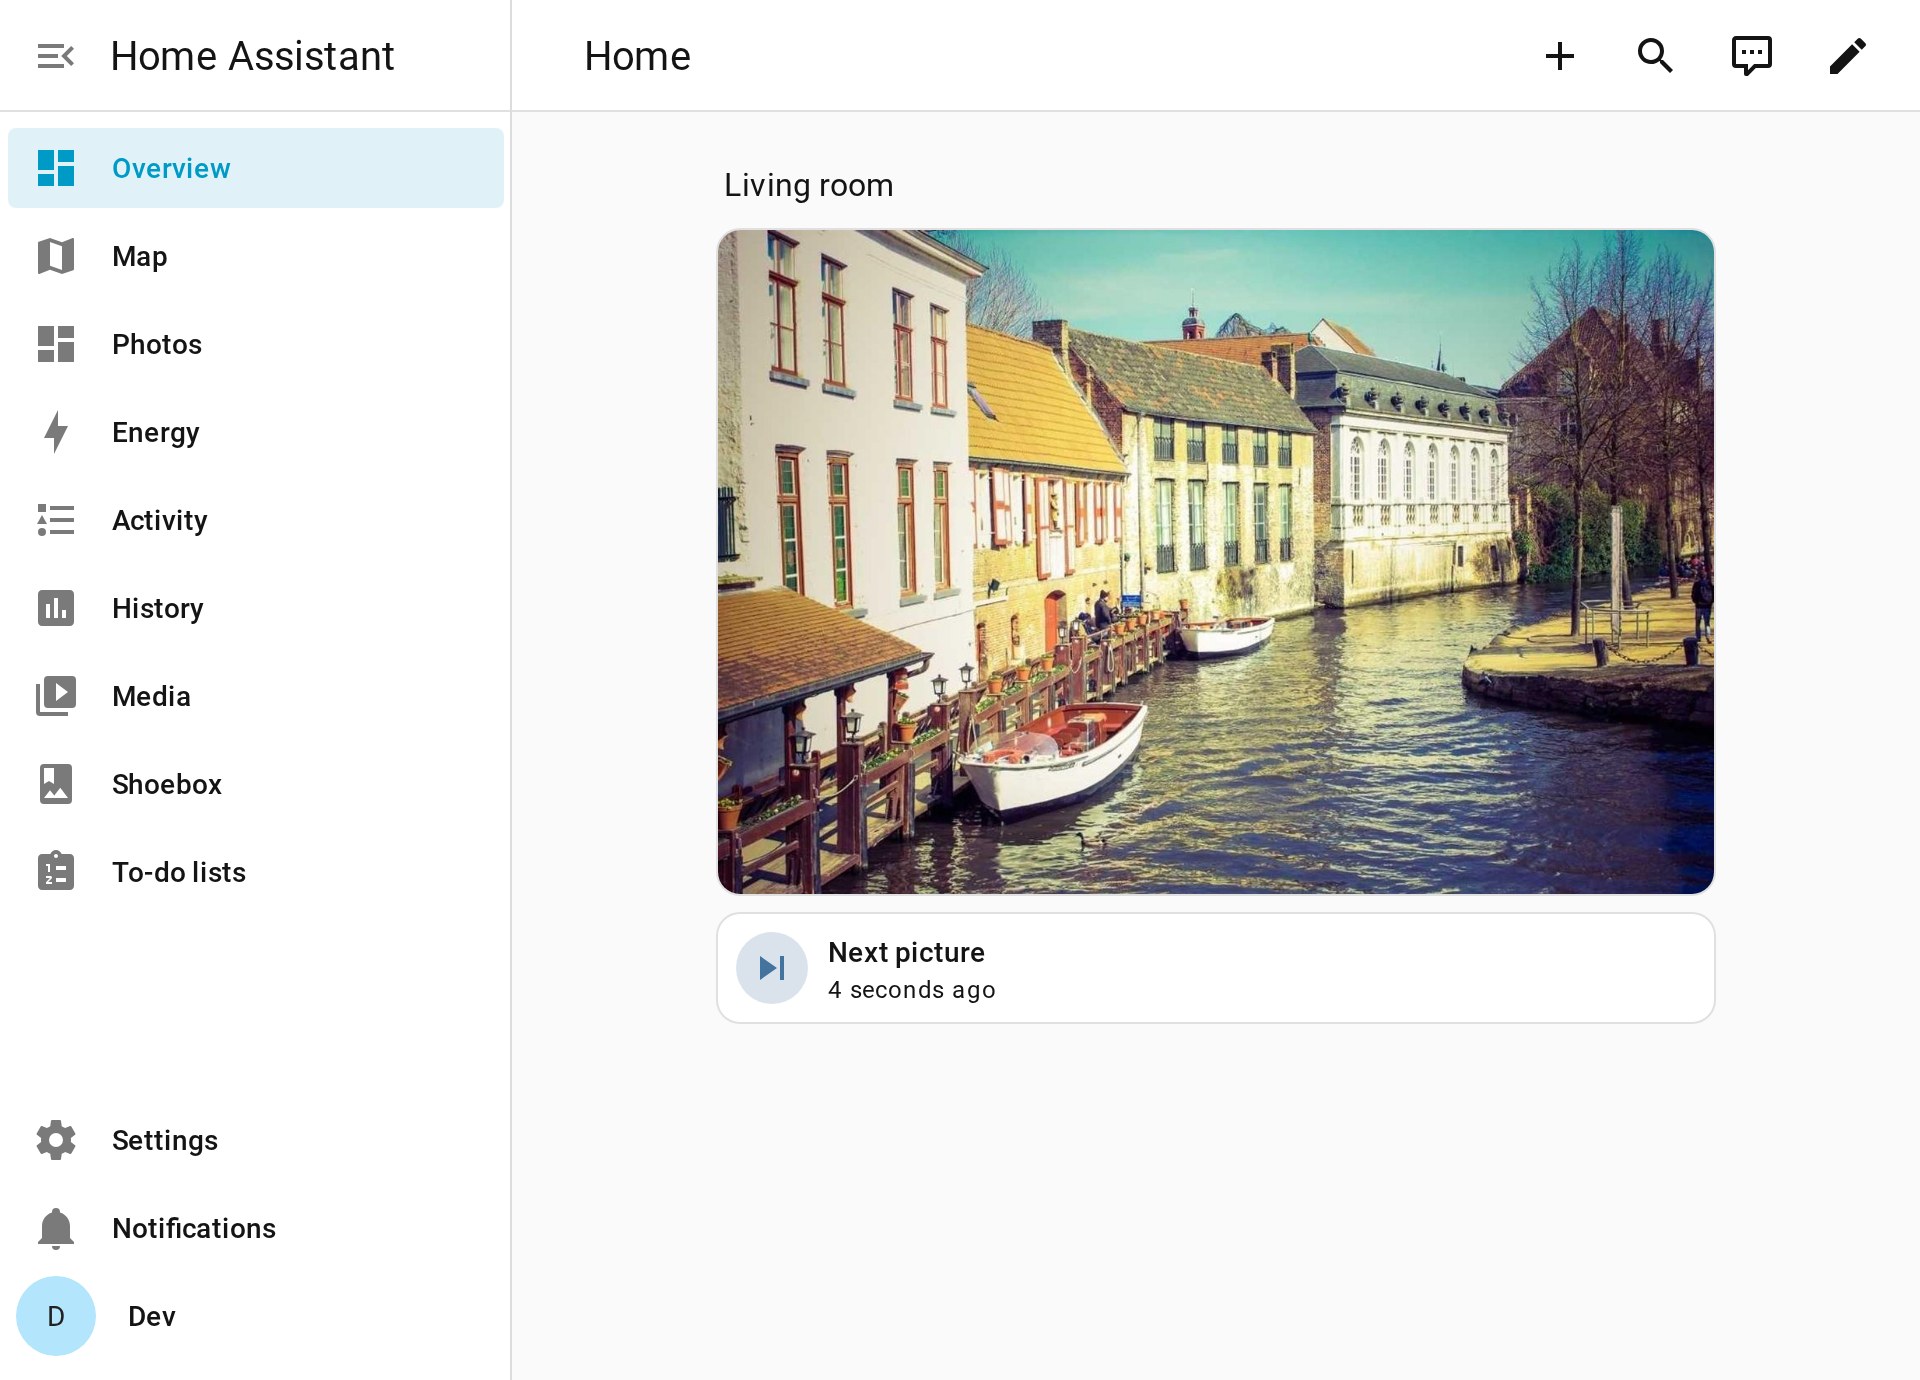 Home Assistant
Home
Overview
Map
Photos
Energy
Activity
History
Media
Shoebox
To-do lists
Settings
Notifications
D
Dev
Living room
Next picture
4 seconds ago